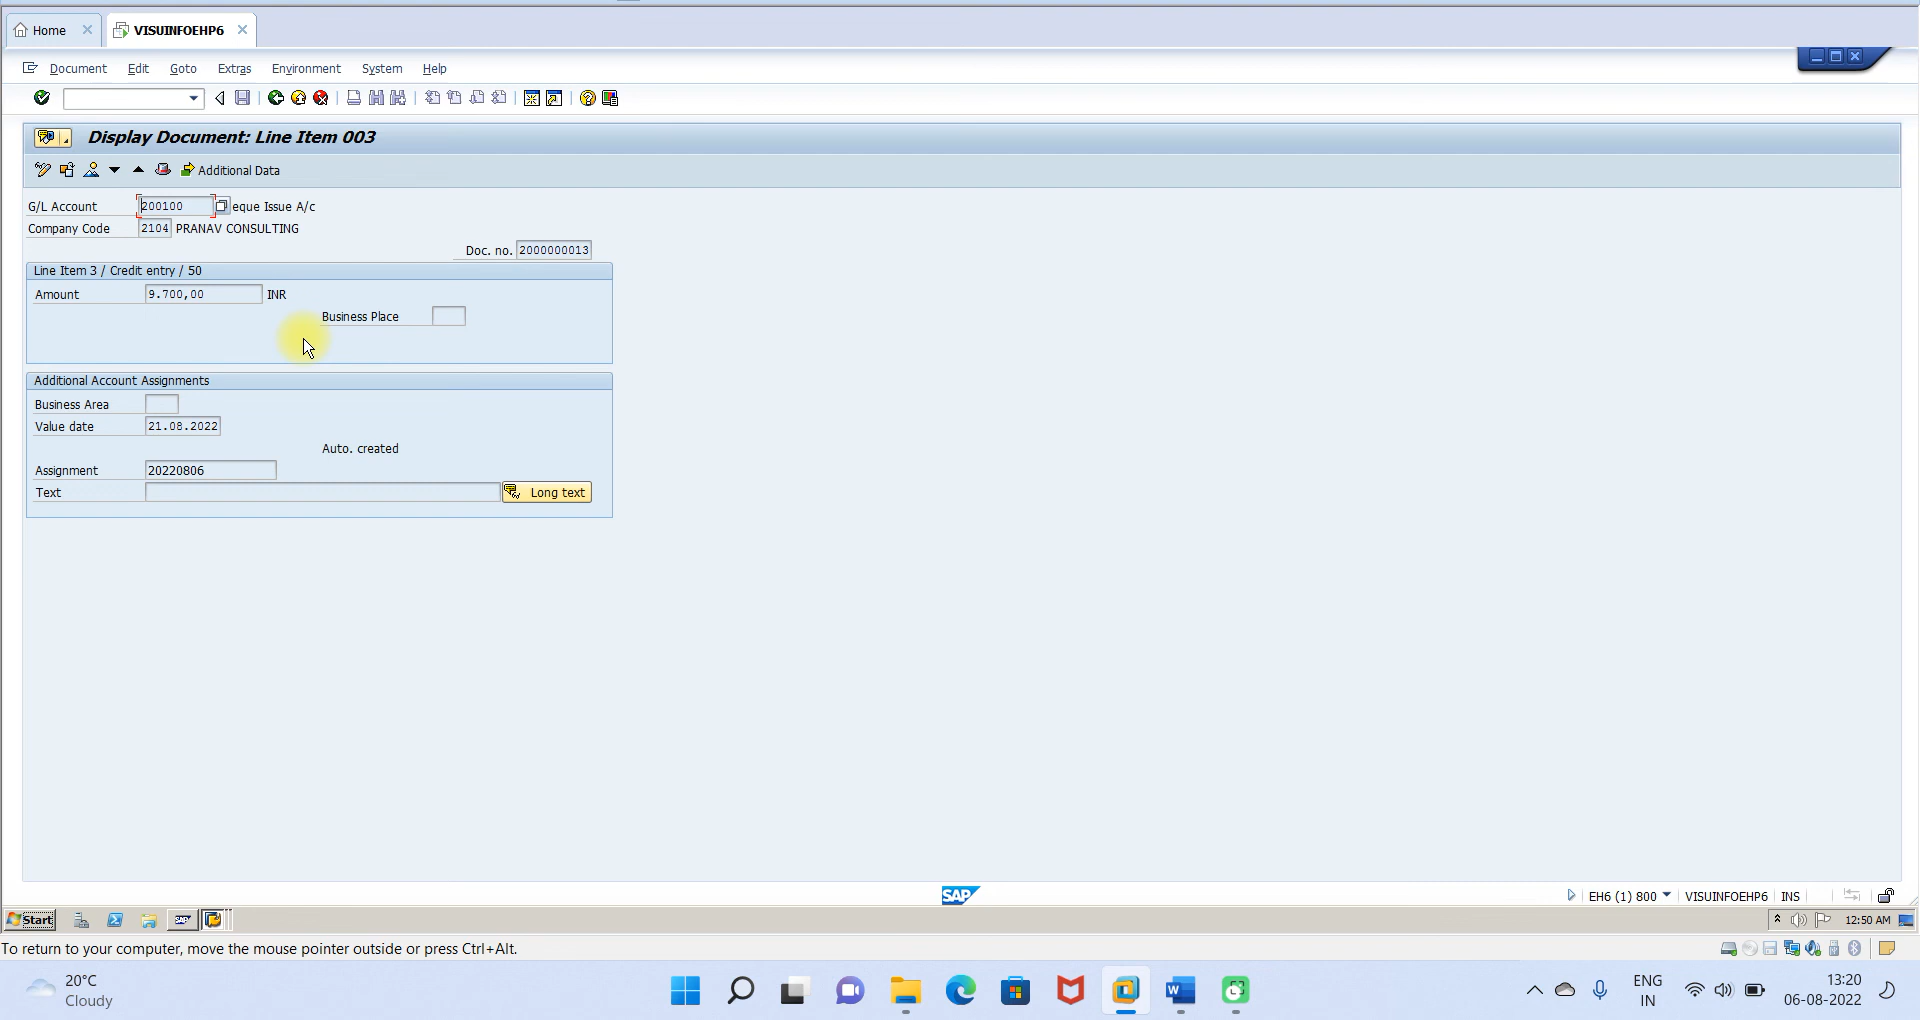 Home
VISUINFOEHP6
Document Edit Goto Extras Environment System Help
Display Document: Line Item 003
Additional Data
G/L Account 200100 eque Issue A/c
Company Code 2104 PRANAV CONSULTING
Doc. no. 2000000013
Line Item 3 / Credit entry / 50
Amount 9.700,00 INR
Business Place
Additional Account Assignments
Business Area
Value date 21.08.2022
Auto. created
Assignment 20220806
Text Long text
SAP EH6 (1) 800 VISUINFOEHP6 INS
Start SAP 12:50 AM
To return to your computer, move the mouse pointer outside or press Ctrl+Alt.
20°C
Cloudy
ENG
IN
13:20
06-08-2022